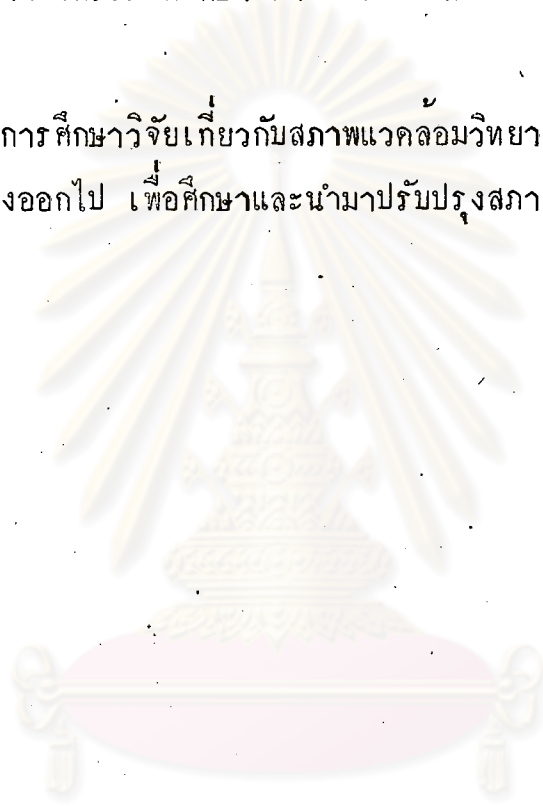 การศึกษาวิจัยเกี่ยวกับสภาพแวดล้อมวิทยา
งออกไป เพื่อศึกษาและนำมาปรับปรุงสภา